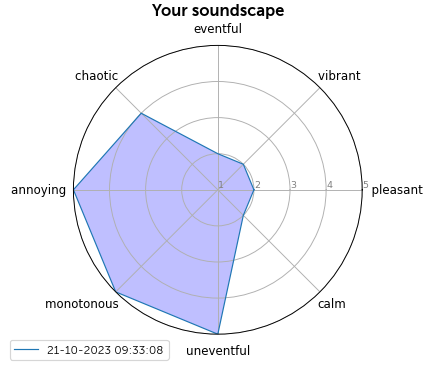 Your soundscape
eventful
chaotic
vibrant
annoying
1 2 3 4 5
pleasant
monotonous
calm
uneventful
21-10-2023 09:33:08